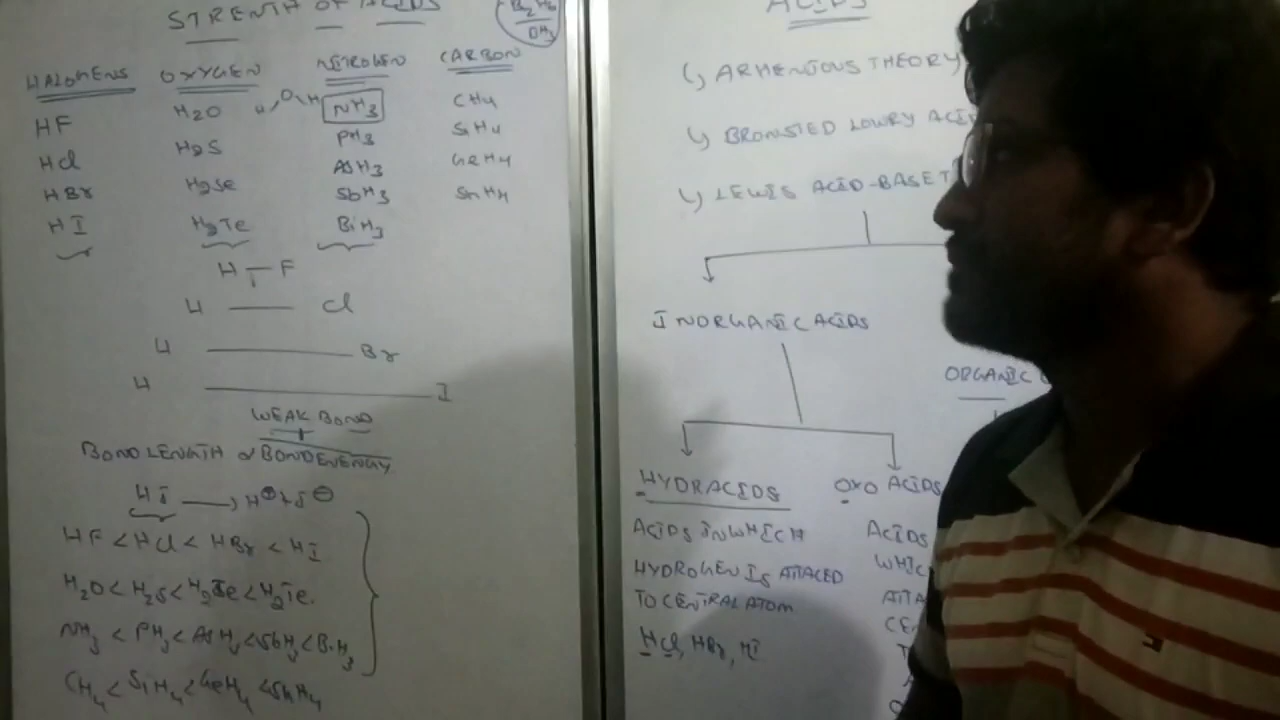 STRENTH OF ACIDS
HALOGENS OXYGEN NITROGEN CARBON
HF H2O H O H NH3 CH4
HCl H2S PH3 SiH4
HBr H2Se AsH3 GeH4
HI H2Te SbH3 SnH4
BiH3
H — F
H — Cl
H — Br
H — I
WEAK BOND
BOND LENGTH α BOND ENERGY
HI → H⊕ + I⊖
HF < HCl < HBr < HI
H2O < H2S < H2Se < H2Te.
NH3 < PH3 < AsH3 < SbH3 < BiH3
CH4 < SiH4 < GeH4 < SnH4
ACIDS
ARHENIOUS THEORY
BRONSTED LOWRY ACID
LEWIS ACID-BASE T
INORGANIC ACIDS
ORGANIC
HYDRACIDS
ACIDS IN WHICH
HYDROGEN IS ATTACED
TO CENTRAL ATOM
HCl, HBr, HI
OXO ACIDS
ACIDS
WHIC
ATTA
CE